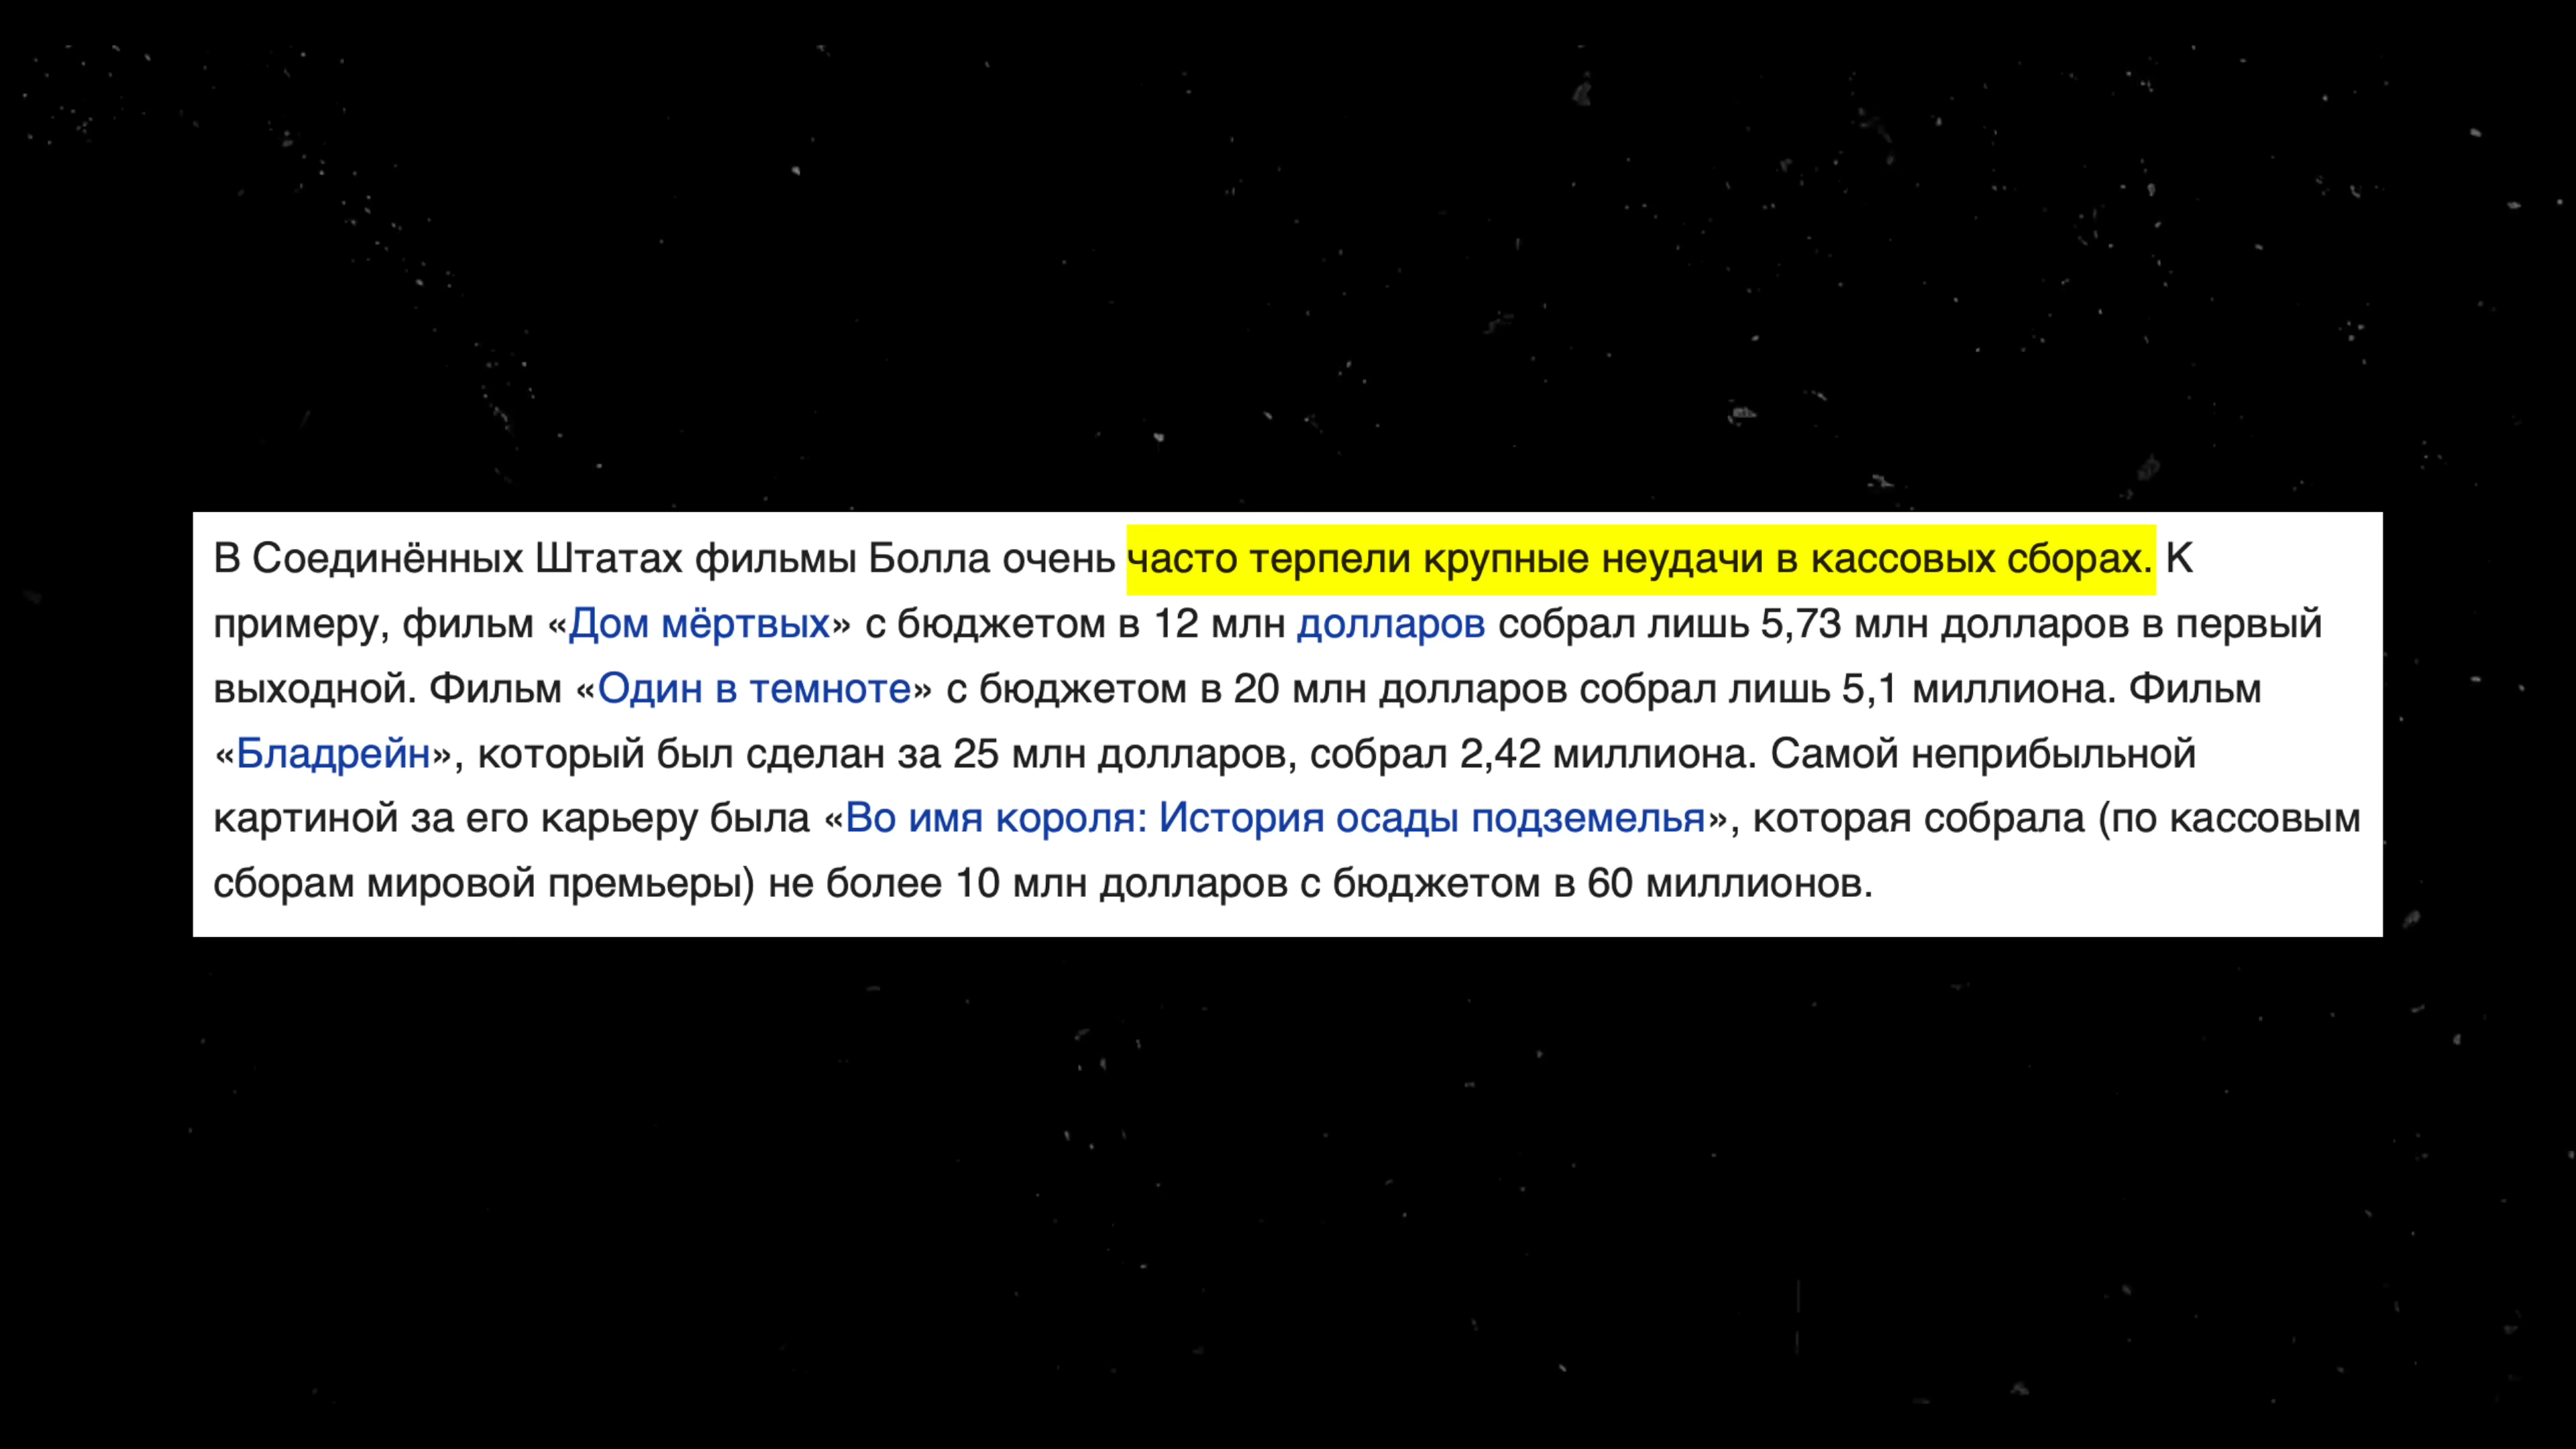 В Соединённых Штатах фильмы Болла очень часто терпели крупные неудачи в кассовых сборах. К
примеру, фильм «Дом мёртвых» с бюджетом в 12 млн долларов собрал лишь 5,73 млн долларов в первый
выходной. Фильм «Один в темноте» с бюджетом в 20 млн долларов собрал лишь 5,1 миллиона. Фильм
«Бладрейн», который был сделан за 25 млн долларов, собрал 2,42 миллиона. Самой неприбыльной
картиной за его карьеру была «Во имя короля: История осады подземелья», которая собрала (по кассовым
сборам мировой премьеры) не более 10 млн долларов с бюджетом в 60 миллионов.